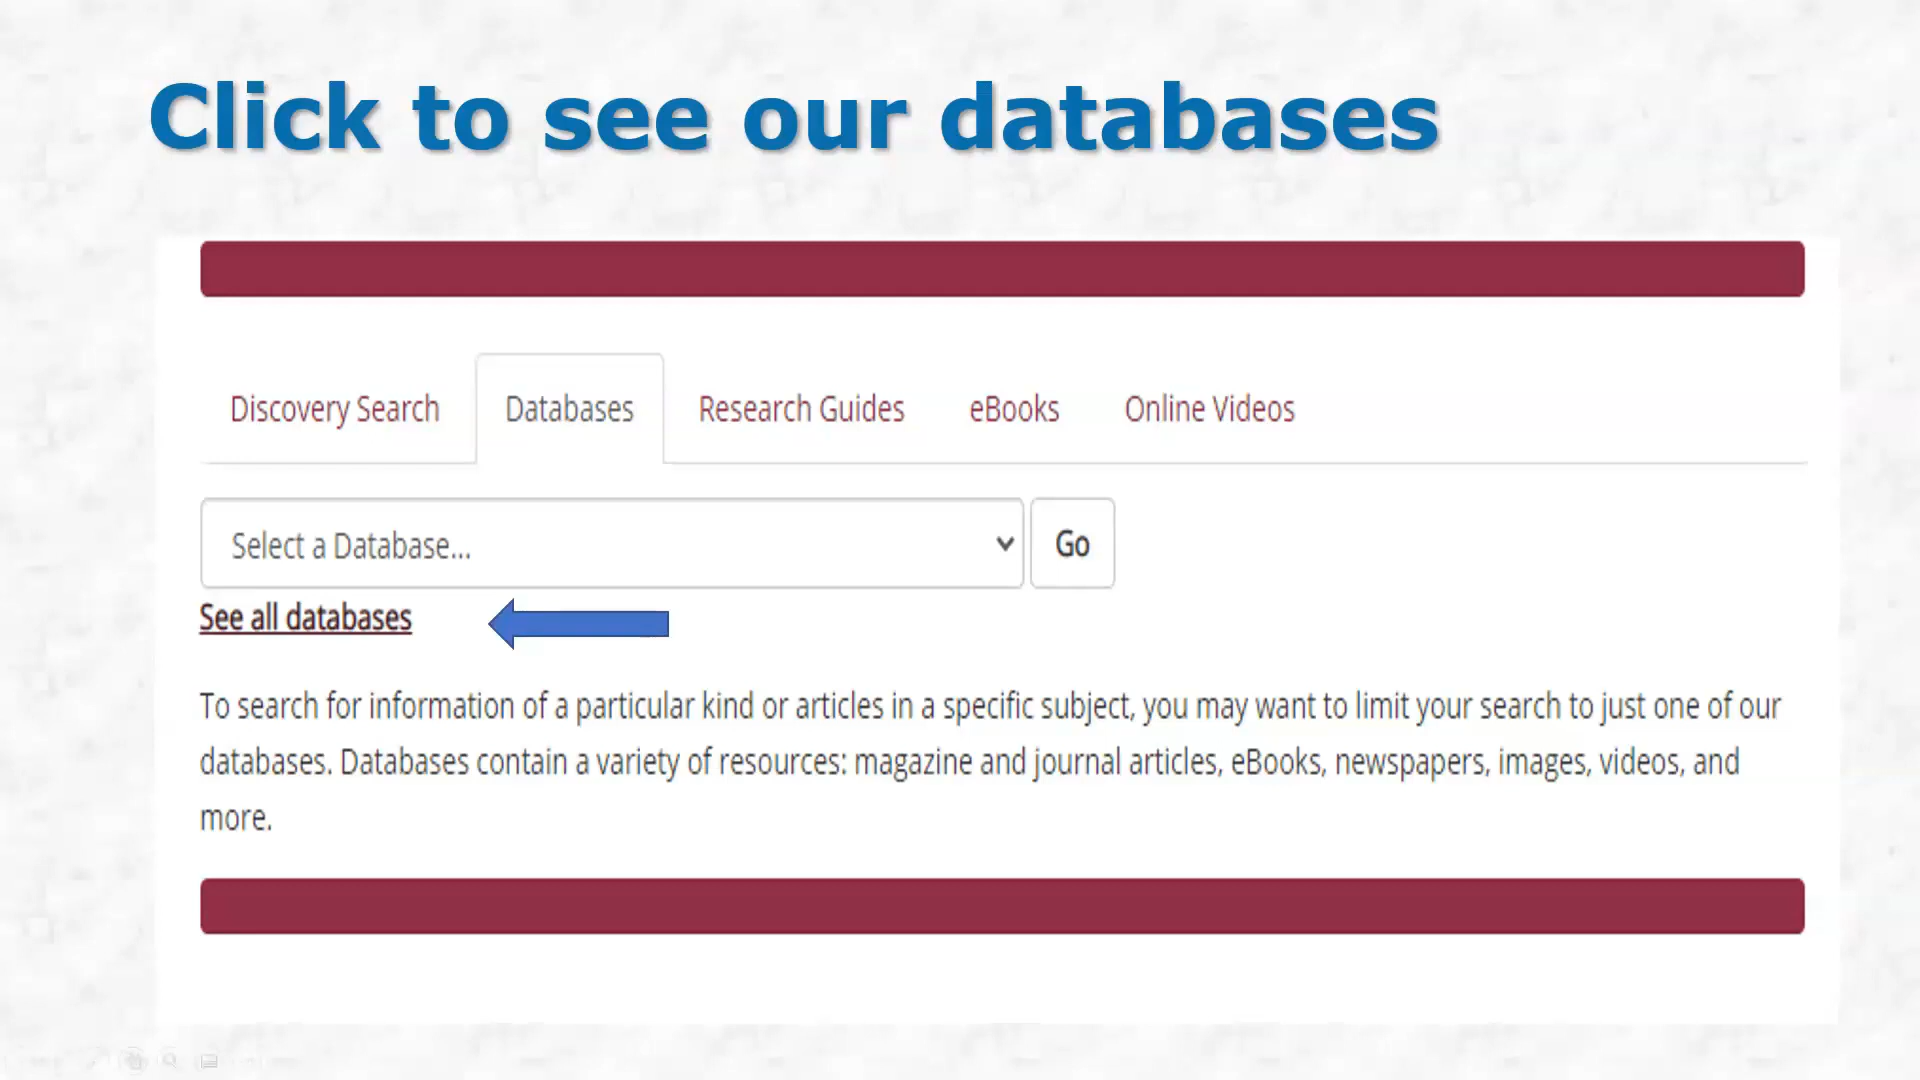 Click to see our databases
Discovery Search Databases Research Guides eBooks Online Videos
Select a Database... Go
See all databases
To search for information of a particular kind or articles in a specific subject, you may want to limit your search to just one of our
databases. Databases contain a variety of resources: magazine and journal articles, eBooks, newspapers, images, videos, and
more.